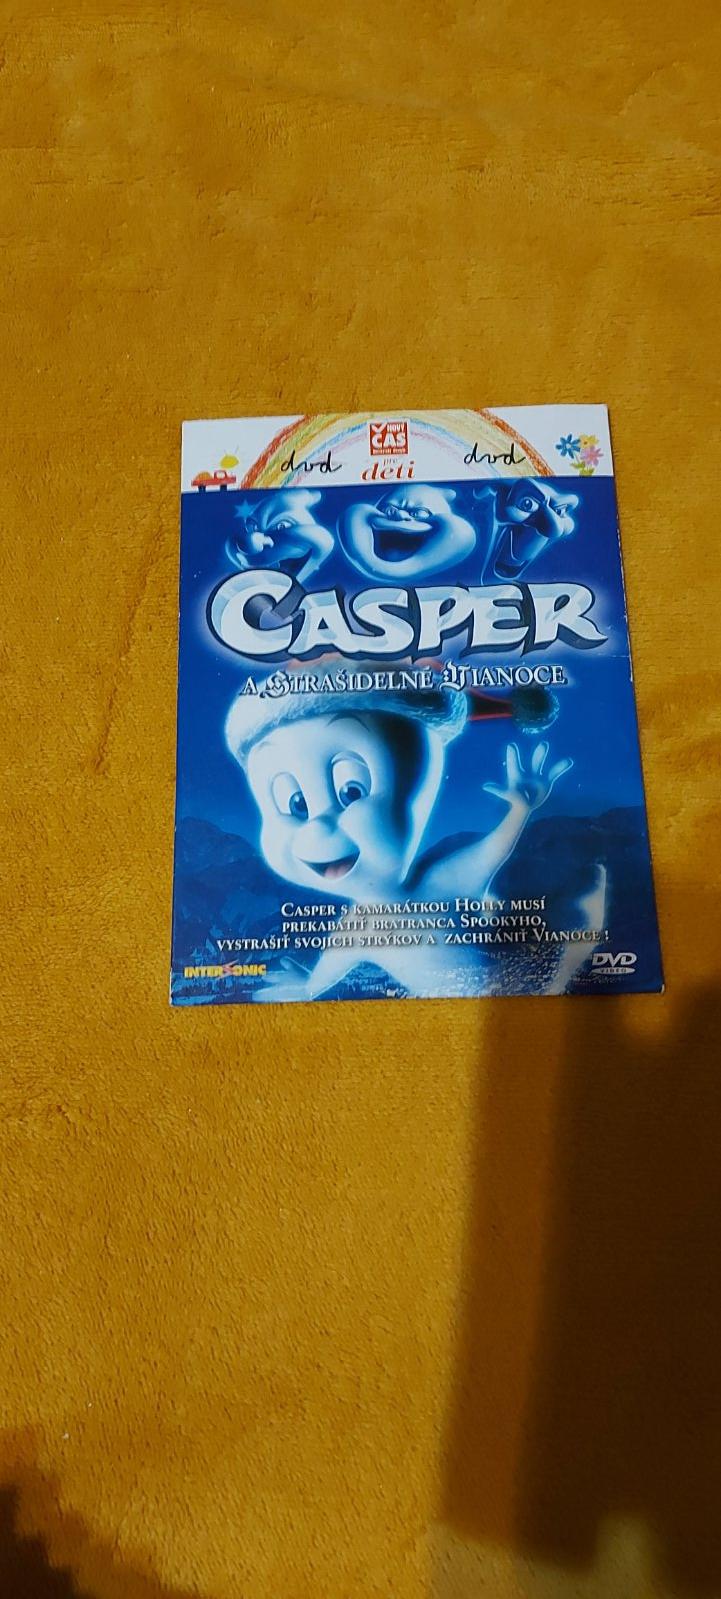 NOVÝ
ČAS
pre
deti
dvd
dvd
CASPER
A STRAŠIDELNÉ VIANOCE
CASPER S KAMARÁTKOU HOLLY MUSÍ
PREKABÁTIŤ BRATRANCA SPOOKYHO,
VYSTRAŠIŤ SVOJICH STRÝKOV A ZACHRÁNIŤ VIANOCE!
INTERSONIC
DVD
VIDEO